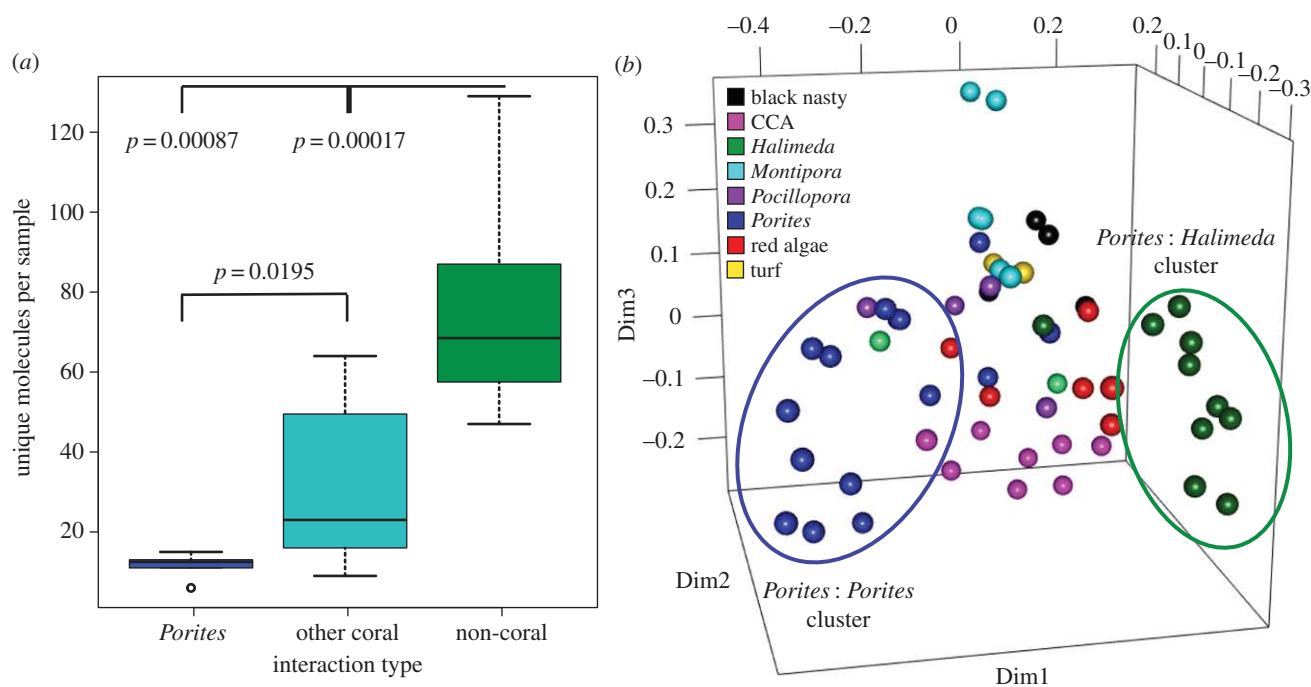 (a)
120
100
80
60
40
20
unique molecules per sample
p = 0.00087
p = 0.00017
p = 0.0195
Porites
other coral
non-coral
interaction type
(b)
−0.4
−0.2
0
0.2
0.2
0.1
0
−0.1
−0.2
−0.3
black nasty
CCA
Halimeda
Montipora
Pocillopora
Porites
red algae
turf
0.3
0.2
0.1
0
−0.1
−0.2
Dim3
Porites : Halimeda
cluster
Dim2
Porites : Porites
cluster
Dim1